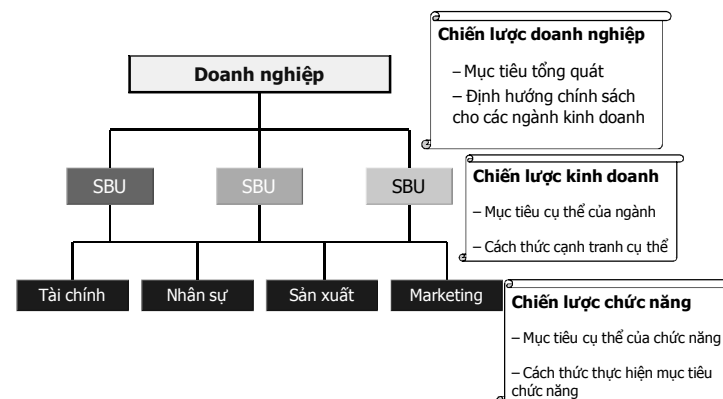 Chiến lược doanh nghiệp
– Mục tiêu tổng quát
– Định hướng chính sách
cho các ngành kinh doanh
Doanh nghiệp
SBU
SBU
SBU
Chiến lược kinh doanh
– Mục tiêu cụ thể của ngành
– Cách thức cạnh tranh cụ thể
Tài chính
Nhân sự
Sản xuất
Marketing
Chiến lược chức năng
– Mục tiêu cụ thể của chức năng
– Cách thức thực hiện mục tiêu
chức năng